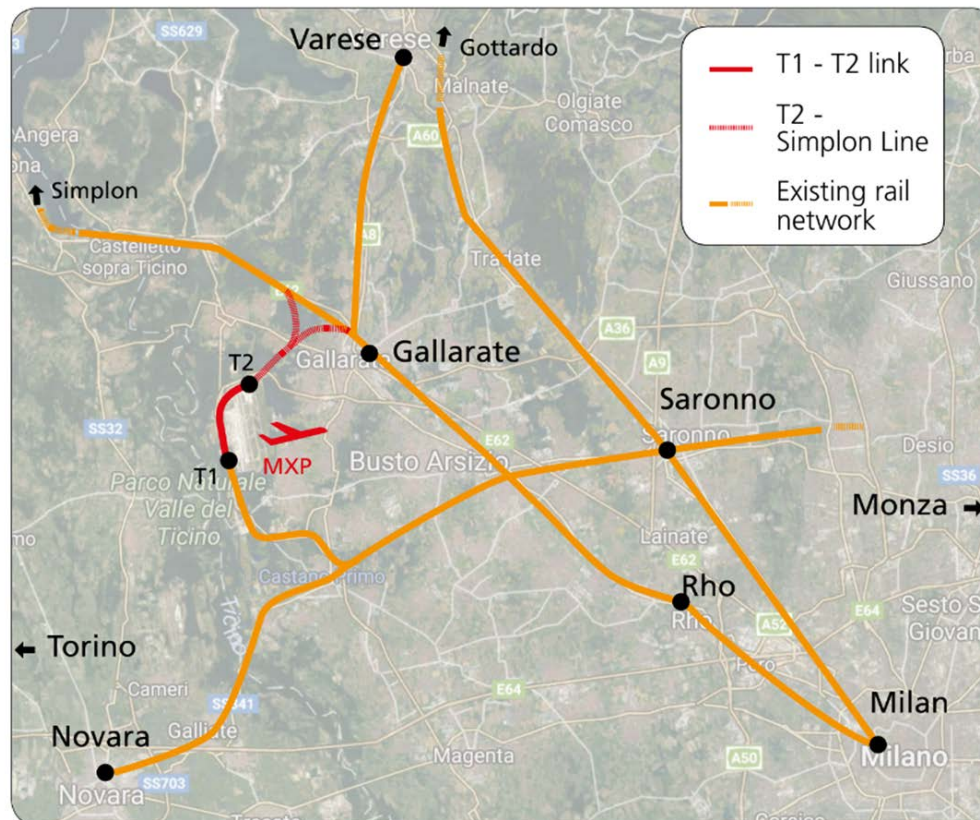 SS629
Varese
Varese
Gottardo
Malnate
Olgiate
Comasco
A60
Angera
Simplon
A8
Castelletto
sopra Ticino
Tradate
Giussano
T1 - T2 link
T2 -
Simplon Line
Existing rail
network
A36
A9
Gallarate
T2
Gallarate
Saronno
Saronno
SS32
E62
Desio
SS36
T1
MXP
Busto Arsizio
Parco Naturale
Valle del
Ticino
Monza
Lainate
E62
Castano Primo
Rho
Rho
E64
A52
Sesto S
Giovan
Torino
Cameri
E64
Milan
Galliate
Novara
Magenta
A50
Milano
SS703
Novara